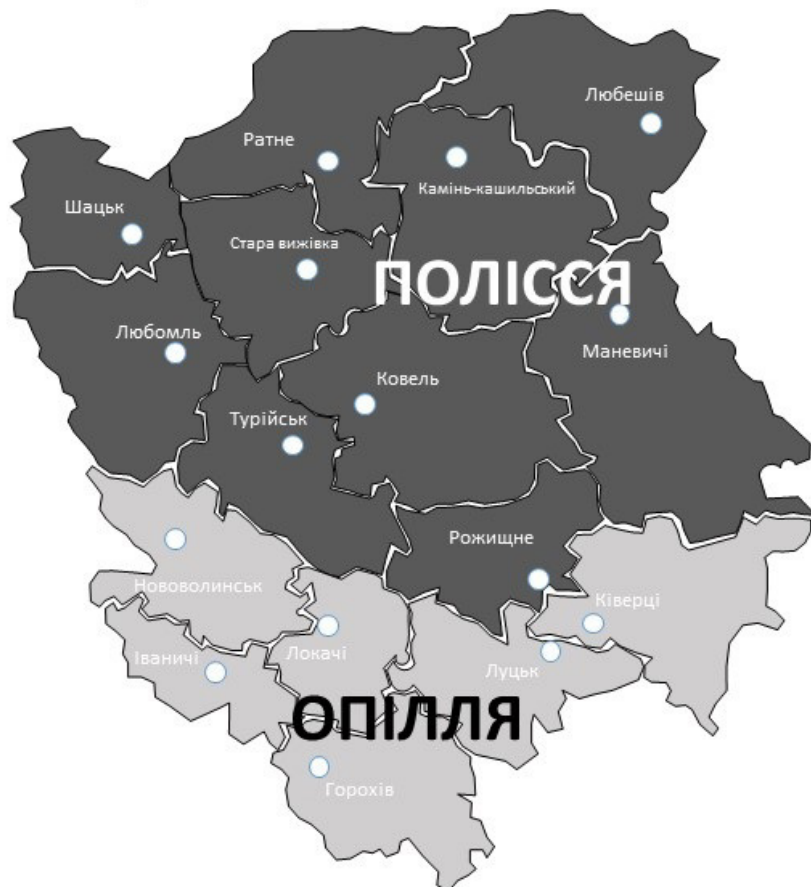 Любешів
Ратне
Камінь-кашильський
Шацьк
Стара вижівка
ПОЛІССЯ
Любомль
Маневичі
Ковель
Турійськ
Рожищне
Нововолинськ
Ківерці
Іваничі
Локачі
Луцьк
ОПІЛЛЯ
Горохів